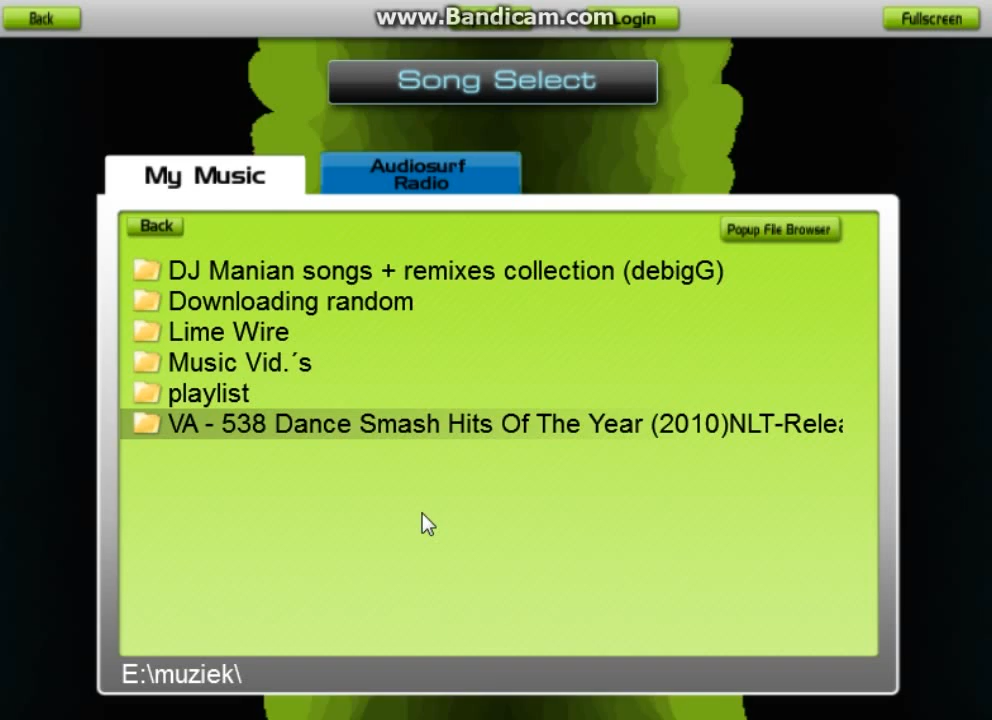 Back
www.Bandicam.com
Login
Fullscreen
Song Select
My Music
Audiosurf
Radio
Back
Popup File Browser
DJ Manian songs + remixes collection (debigG)
Downloading random
Lime Wire
Music Vid.´s
playlist
VA - 538 Dance Smash Hits Of The Year (2010)NLT-Relea
E:\muziek\